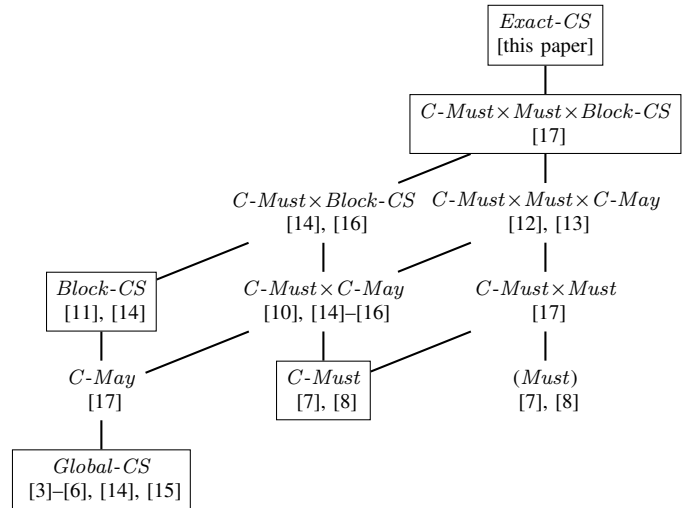 Exact-CS
[this paper]
C-Must×Must×Block-CS
[17]
C-Must×Block-CS
[14], [16]
C-Must×Must×C-May
[12], [13]
Block-CS
[11], [14]
C-Must×C-May
[10], [14]–[16]
C-Must×Must
[17]
C-May
[17]
C-Must
[7], [8]
(Must)
[7], [8]
Global-CS
[3]–[6], [14], [15]